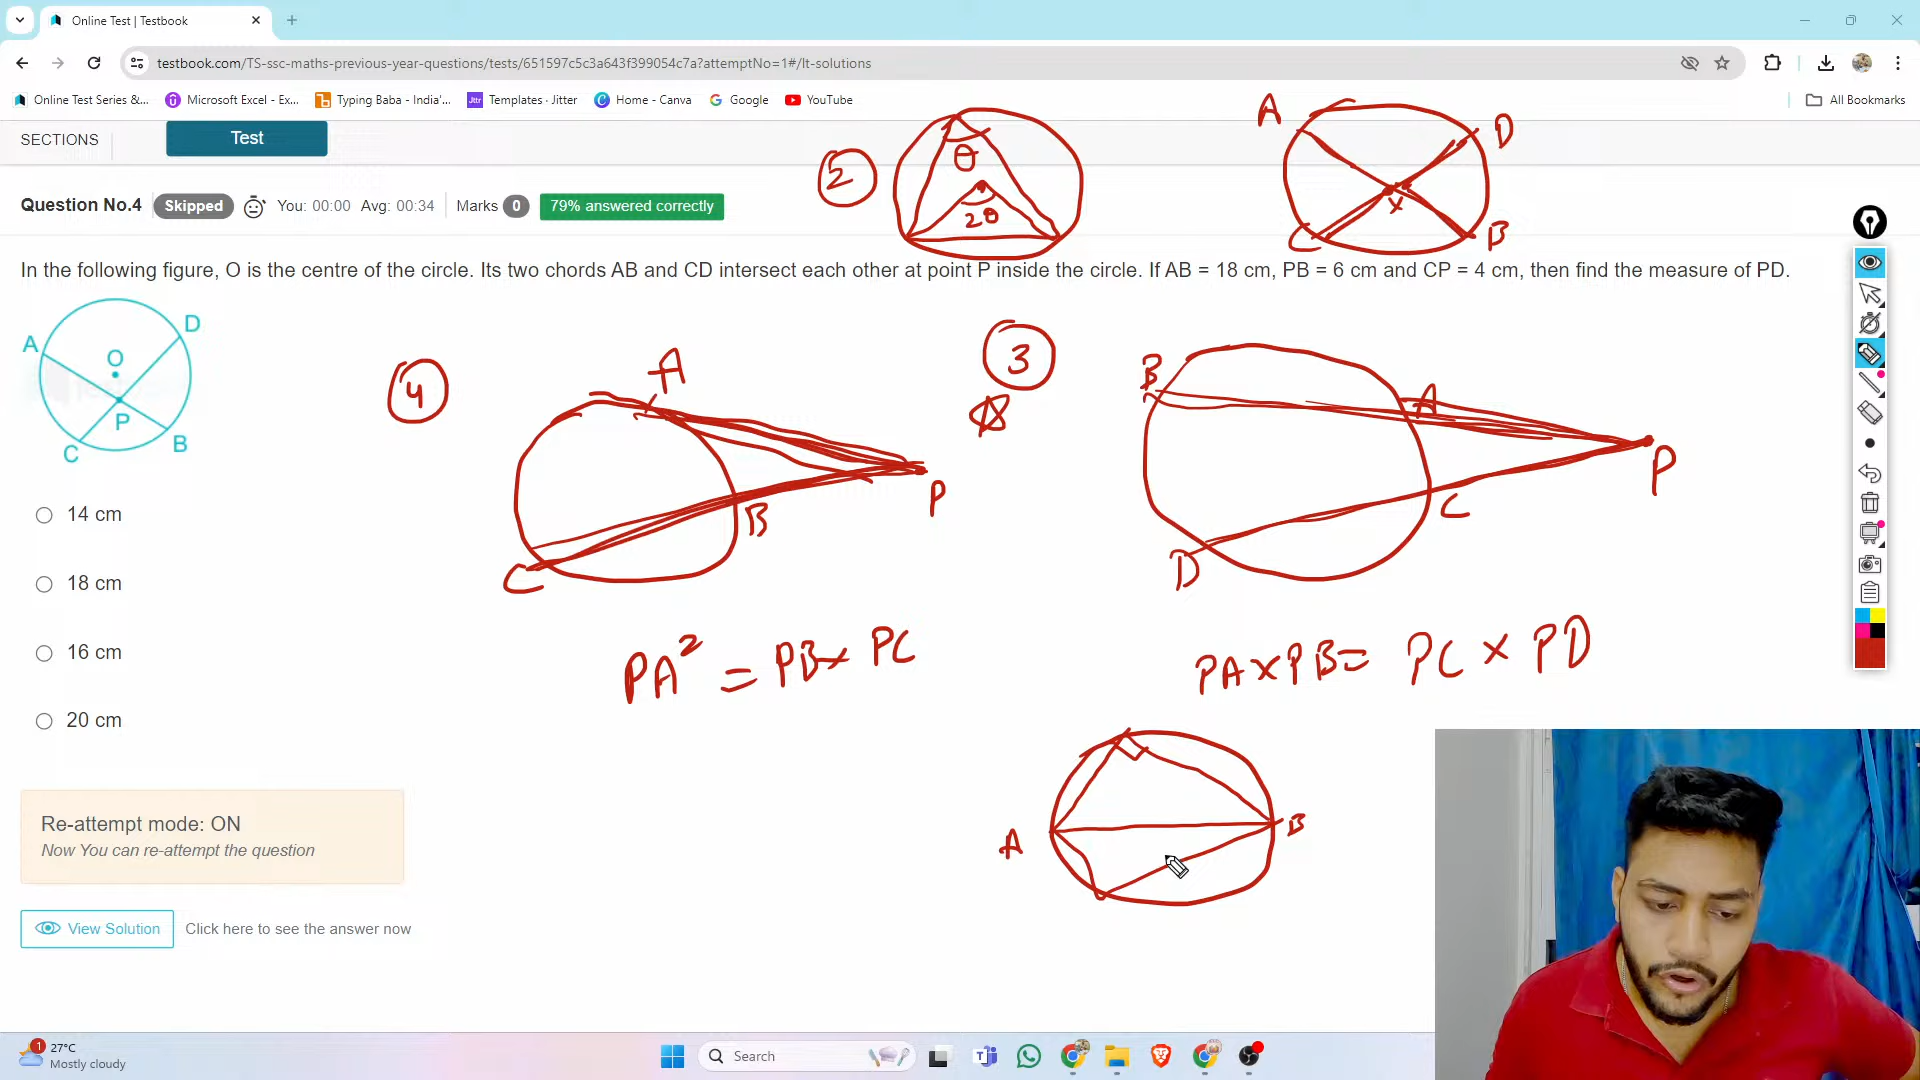 Online Test | Testbook
testbook.com/TS-ssc-maths-previous-year-questions/tests/651597c5c3a643f399054c7a?attemptNo=1#/lt-solutions
Online Test Series &... Microsoft Excel - Ex... Typing Baba - India'... Templates · Jitter Home - Canva Google YouTube All Bookmarks
SECTIONS Test
Question No.4 Skipped You: 00:00 Avg: 00:34 Marks 0 79% answered correctly
2 θ 2θ
A D X C B
In the following figure, O is the centre of the circle. Its two chords AB and CD intersect each other at point P inside the circle. If AB = 18 cm, PB = 6 cm and CP = 4 cm, then find the measure of PD.
A D O P C B
4 A B C P
3 B A P C D
14 cm
18 cm
16 cm
20 cm
PA² = PB × PC
PA × PB = PC × PD
A B
Re-attempt mode: ON
Now You can re-attempt the question
View Solution Click here to see the answer now
1 27°C
Mostly cloudy
Search